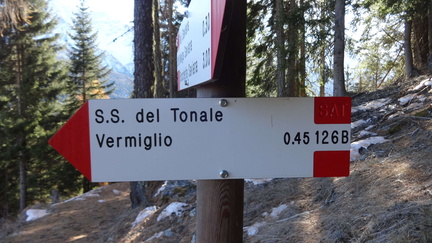 S.S. del Tonale
Vermiglio 0.45 126B
SAT